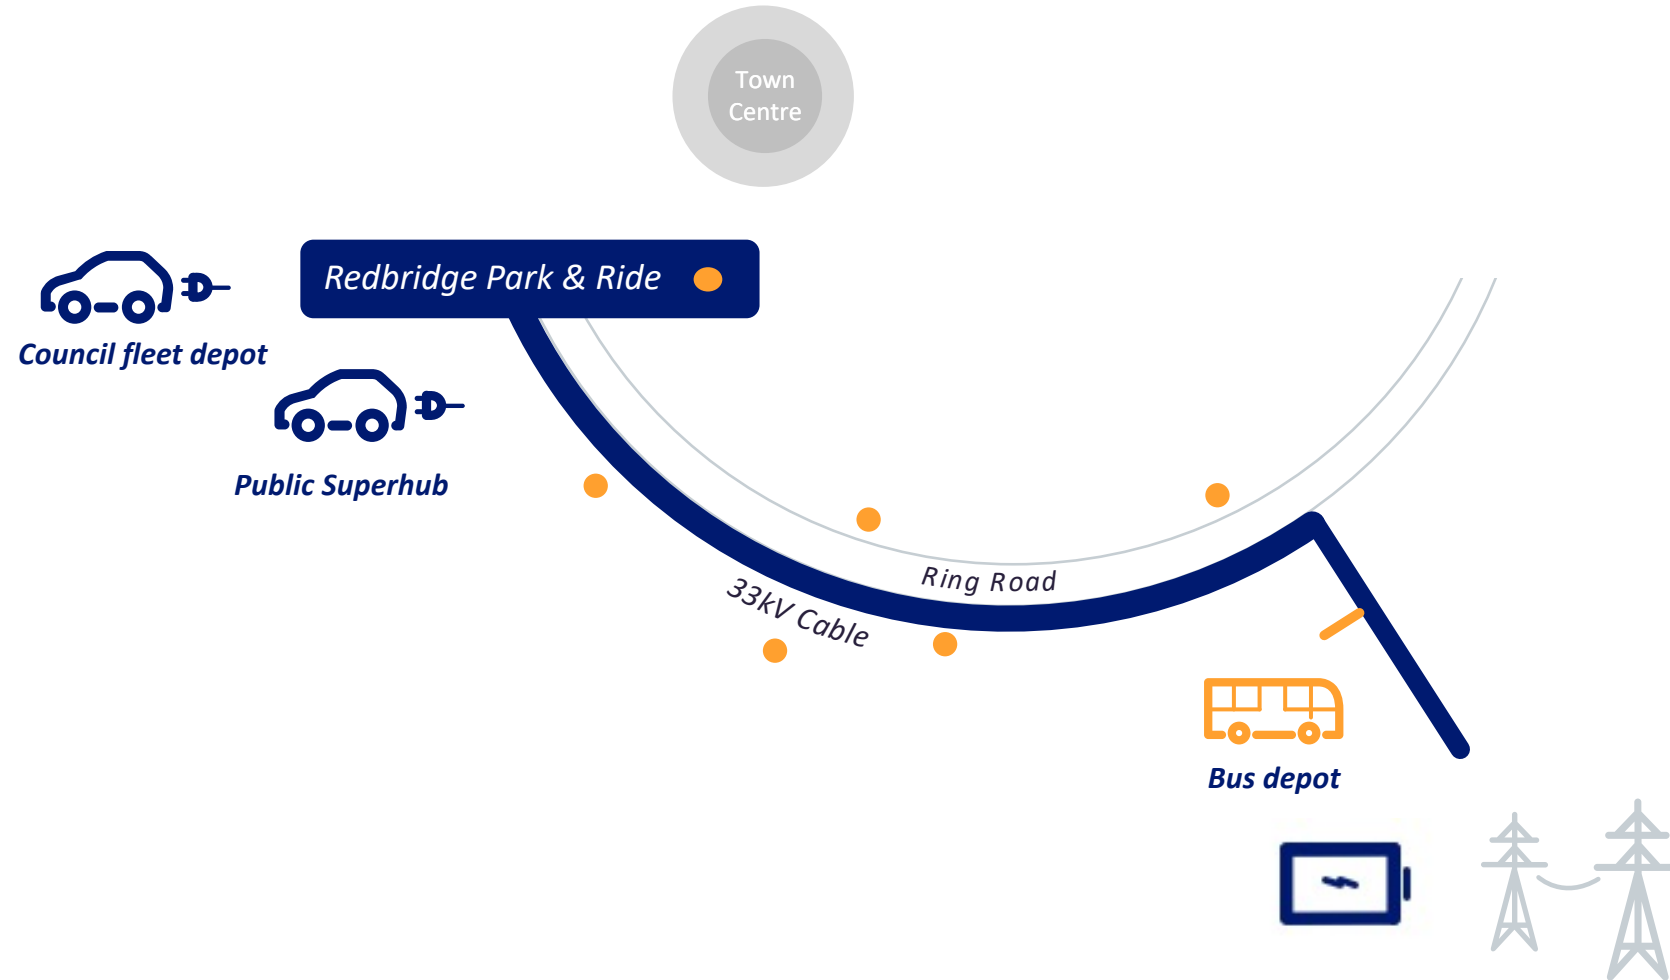 Town
Centre
Redbridge Park & Ride
Council fleet depot
Public Superhub
Ring Road
33kV Cable
Bus depot